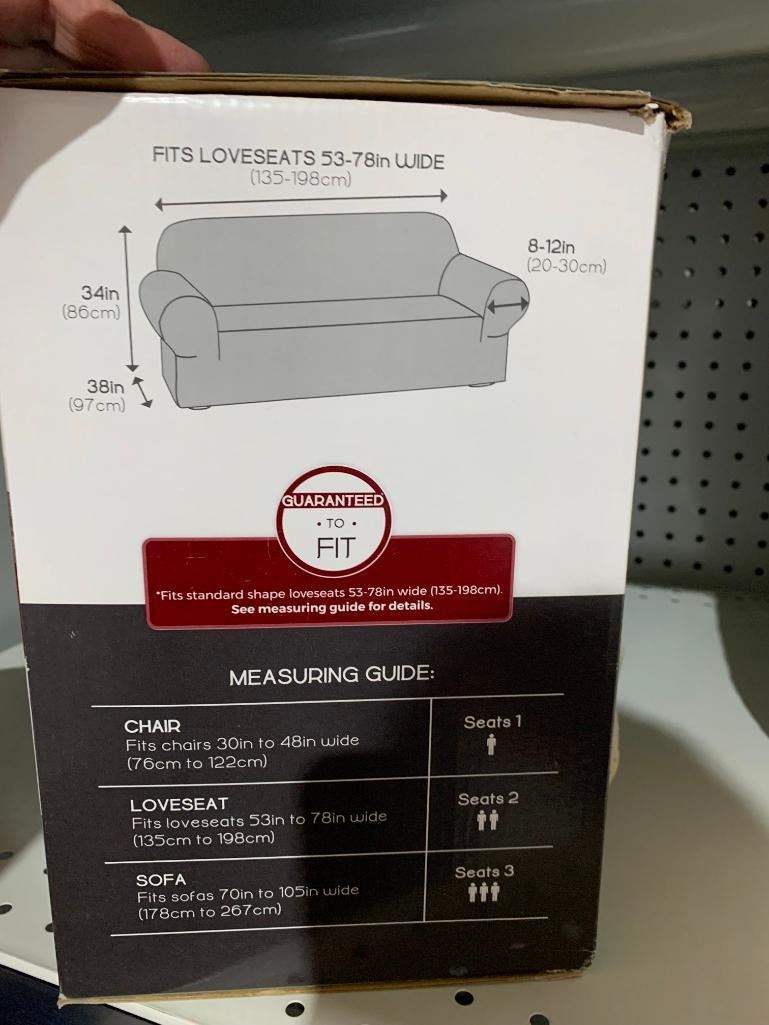 FITS LOVESEATS 53-78in WIDE
(135-198cm)
8-12in
(20-30cm)
34in
(86cm)
38in
(97cm)
GUARANTEED
• TO •
FIT
*Fits standard shape loveseats 53-78in wide (135-198cm).
See measuring guide for details.
MEASURING GUIDE:
CHAIR
Fits chairs 30in to 48in wide
(76cm to 122cm)
Seats 1
LOVESEAT
Fits loveseats 53in to 78in wide
(135cm to 198cm)
Seats 2
SOFA
Fits sofas 70in to 105in wide
(178cm to 267cm)
Seats 3